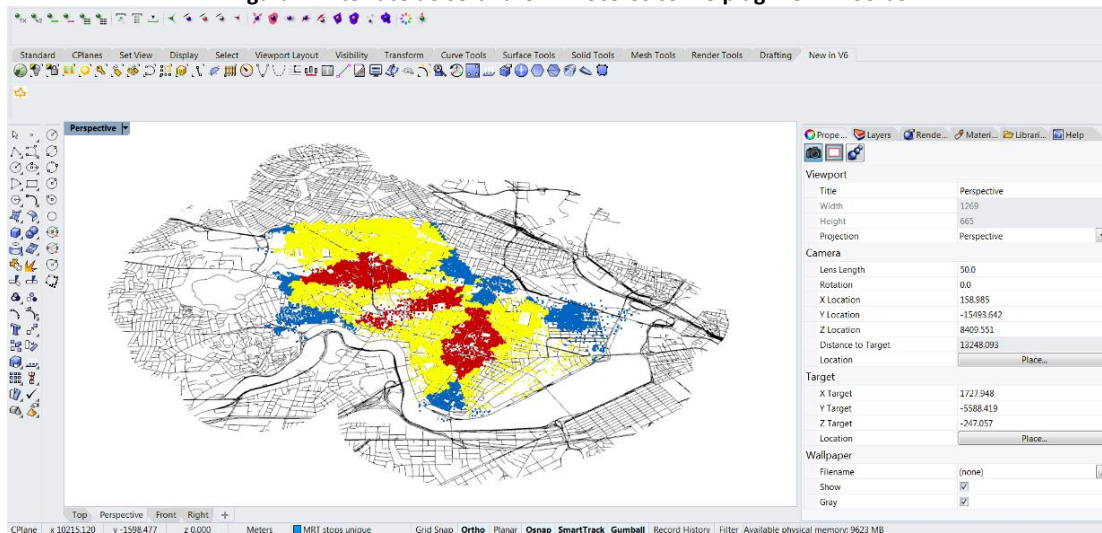 Standard CPlanes Set View Display Select Viewport Layout Visibility Transform Curve Tools Surface Tools Solid Tools Mesh Tools Render Tools Drafting New in V6
Perspective
Prope... Layers Rende... Materi... Librari... Help
Viewport
Title Perspective
Width 1269
Height 665
Projection Perspective
Camera
Lens Length 50.0
Rotation 0.0
X Location 158.985
Y Location -15493.642
Z Location 8409.551
Distance to Target 13248.093
Location Place...
Target
X Target 1727.948
Y Target -5588.419
Z Target -247.057
Location Place...
Wallpaper
Filename (none)
Show
Gray
Top Perspective Front Right
CPlane x 10215.120 y -1598.477 z 0.000 Meters MRT stops unique Grid Snap Ortho Planar Osnap SmartTrack Gumball Record History Filter Available physical memory: 9623 MB